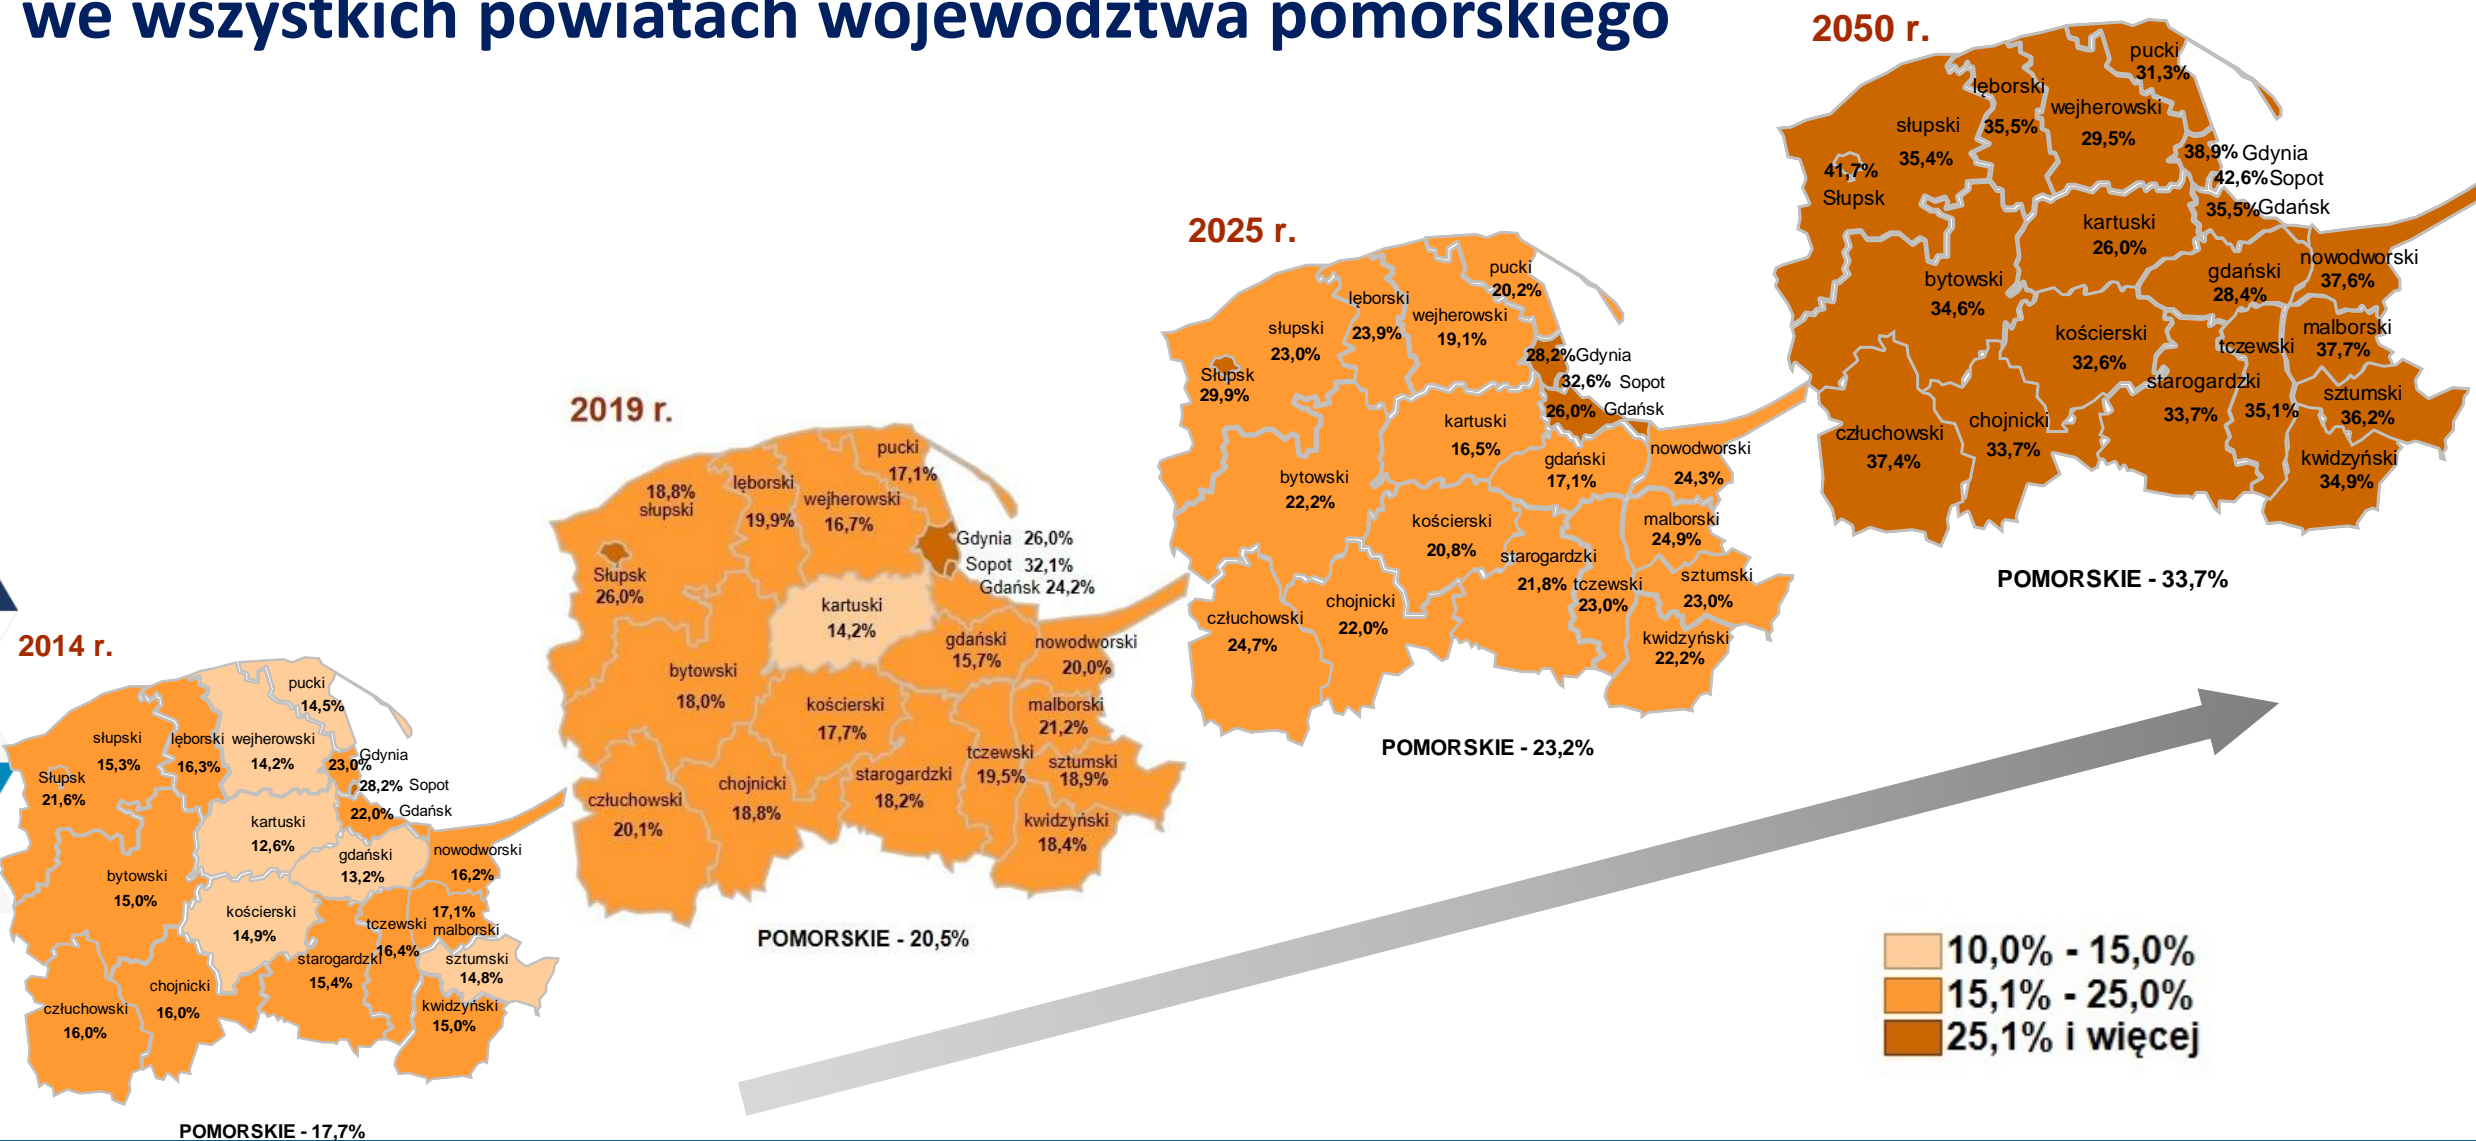 we wszystkich powiatach województwa pomorskiego
2014 r.
pucki
14,5%
słupski
15,3%
lęborski
16,3%
wejherowski
14,2%
Gdynia
23,0%
28,2% Sopot
22,0% Gdańsk
Słupsk
21,6%
kartuski
12,6%
gdański
13,2%
nowodworski
16,2%
bytowski
15,0%
kościerski
14,9%
17,1%
malborski
tczewski
16,4%
starogardzki
15,4%
sztumski
14,8%
chojnicki
16,0%
człuchowski
16,0%
kwidzyński
15,0%
POMORSKIE - 17,7%
2019 r.
pucki
17,1%
18,8%
słupski
lęborski
19,9%
wejherowski
16,7%
Gdynia 26,0%
Sopot 32,1%
Gdańsk 24,2%
Słupsk
26,0%
kartuski
14,2%
gdański
15,7%
nowodworski
20,0%
bytowski
18,0%
kościerski
17,7%
malborski
21,2%
tczewski
19,5%
sztumski
18,9%
starogardzki
18,2%
chojnicki
18,8%
człuchowski
20,1%
kwidzyński
18,4%
POMORSKIE - 20,5%
2025 r.
pucki
20,2%
lęborski
23,9%
wejherowski
19,1%
słupski
23,0%
28,2% Gdynia
32,6% Sopot
26,0% Gdańsk
Słupsk
29,9%
kartuski
16,5%
gdański
17,1%
nowodworski
24,3%
bytowski
22,2%
kościerski
20,8%
malborski
24,9%
starogardzki
21,8%
tczewski
23,0%
sztumski
23,0%
chojnicki
22,0%
człuchowski
24,7%
kwidzyński
22,2%
POMORSKIE - 23,2%
2050 r.
pucki
31,3%
lęborski
35,5%
wejherowski
29,5%
słupski
35,4%
38,9% Gdynia
42,6% Sopot
35,5% Gdańsk
41,7%
Słupsk
kartuski
26,0%
gdański
28,4%
nowodworski
37,6%
bytowski
34,6%
kościerski
32,6%
malborski
37,7%
tczewski
35,1%
starogardzki
33,7%
sztumski
36,2%
chojnicki
33,7%
człuchowski
37,4%
kwidzyński
34,9%
POMORSKIE - 33,7%
10,0% - 15,0%
15,1% - 25,0%
25,1% i więcej